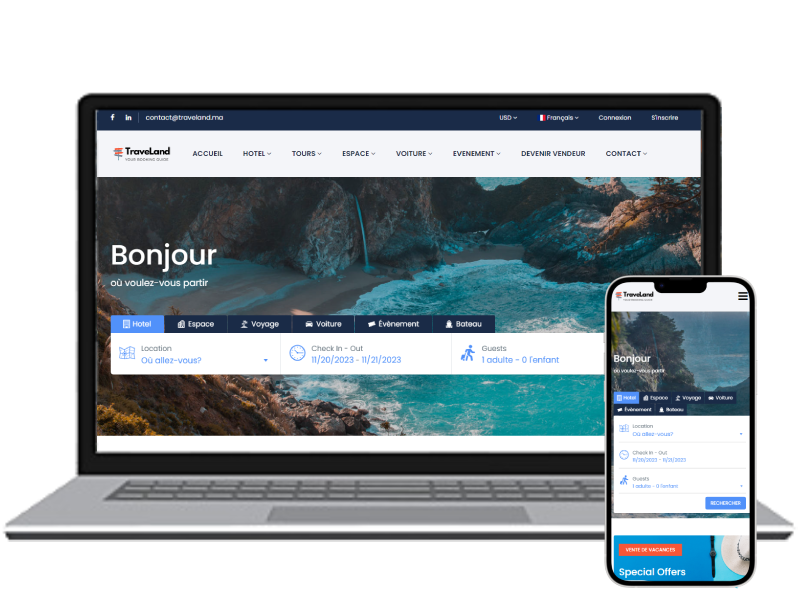 contact@traveland.ma
USD
Français
Connexion
S'inscrire
TraveLand
YOUR BOOKING GUIDE
ACCUEIL
HOTEL
TOURS
ESPACE
VOITURE
EVENEMENT
DEVENIR VENDEUR
CONTACT
Bonjour
où voulez-vous partir
Hotel
Espace
Voyage
Voiture
Évènement
Bateau
Location
Où allez-vous?
Check In - Out
11/20/2023 - 11/21/2023
Guests
1 adulte - 0 l'enfant
TraveLand
YOUR BOOKING GUIDE
Bonjour
où voulez-vous partir
Hotel
Espace
Voyage
Voiture
Évènement
Bateau
Location
Où allez-vous?
Check In - Out
11/20/2023 - 11/21/2023
Guests
1 adulte - 0 l'enfant
RECHERCHER
VENTE DE VACANCES
Special Offers